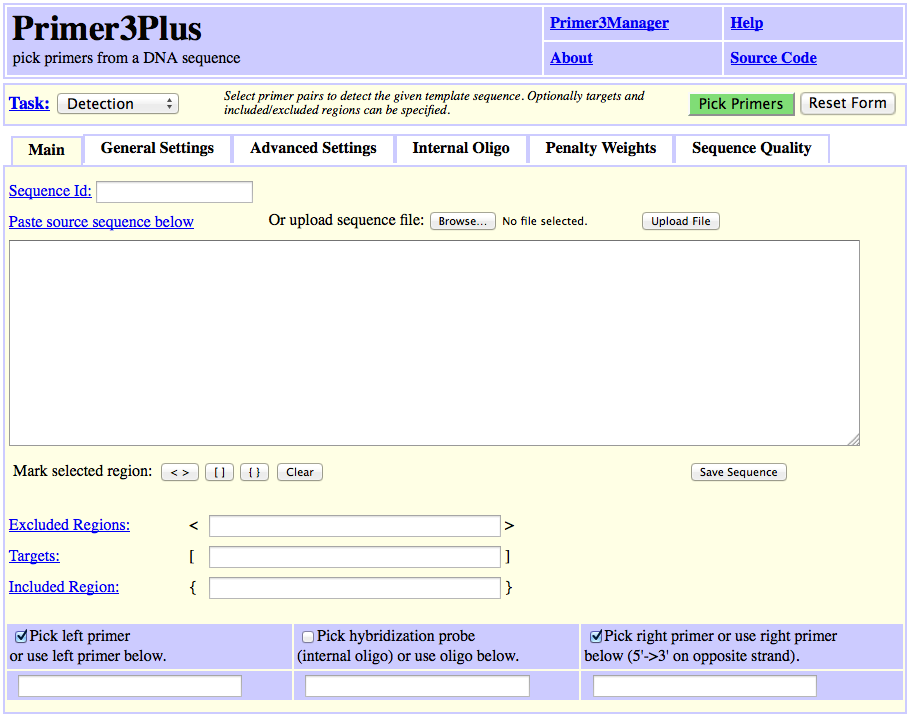 Primer3Plus
pick primers from a DNA sequence
Primer3Manager
Help
About
Source Code
Task:
Detection
Select primer pairs to detect the given template sequence. Optionally targets and
included/excluded regions can be specified.
Pick Primers
Reset Form
Main
General Settings
Advanced Settings
Internal Oligo
Penalty Weights
Sequence Quality
Sequence Id:
Paste source sequence below
Or upload sequence file:
Browse...
No file selected.
Upload File
Mark selected region:
< >
[ ]
{ }
Clear
Save Sequence
Excluded Regions: < >
Targets: [ ]
Included Region: { }
Pick left primer
or use left primer below.
Pick hybridization probe
(internal oligo) or use oligo below.
Pick right primer or use right primer
below (5'->3' on opposite strand).